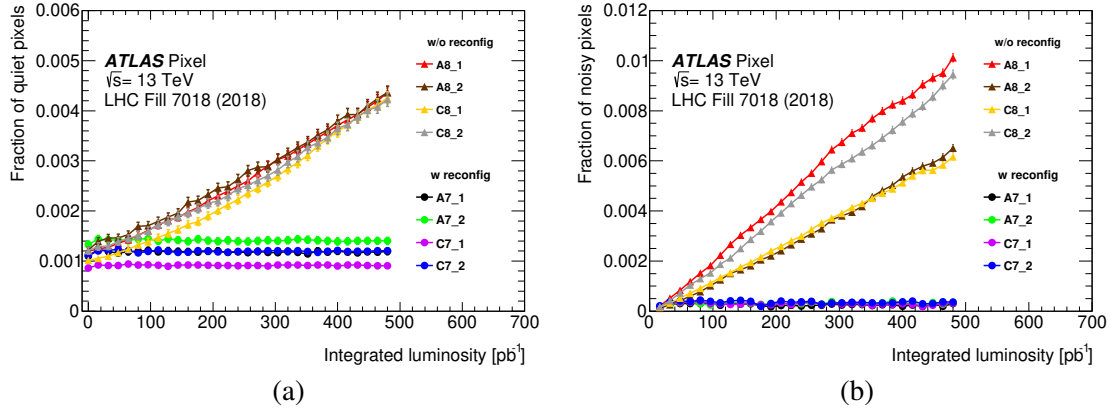 Fraction of quiet pixels
0.006
0.005
0.004
0.003
0.002
0.001
0
ATLAS Pixel
√s= 13 TeV
LHC Fill 7018 (2018)
w/o reconfig
A8_1
A8_2
C8_1
C8_2
w reconfig
A7_1
A7_2
C7_1
C7_2
0 100 200 300 400 500 600 700
Integrated luminosity [pb⁻¹]
(a)
Fraction of noisy pixels
0.012
0.01
0.008
0.006
0.004
0.002
0
ATLAS Pixel
√s= 13 TeV
LHC Fill 7018 (2018)
w/o reconfig
A8_1
A8_2
C8_1
C8_2
w reconfig
A7_1
A7_2
C7_1
C7_2
0 100 200 300 400 500 600 700
Integrated luminosity [pb⁻¹]
(b)